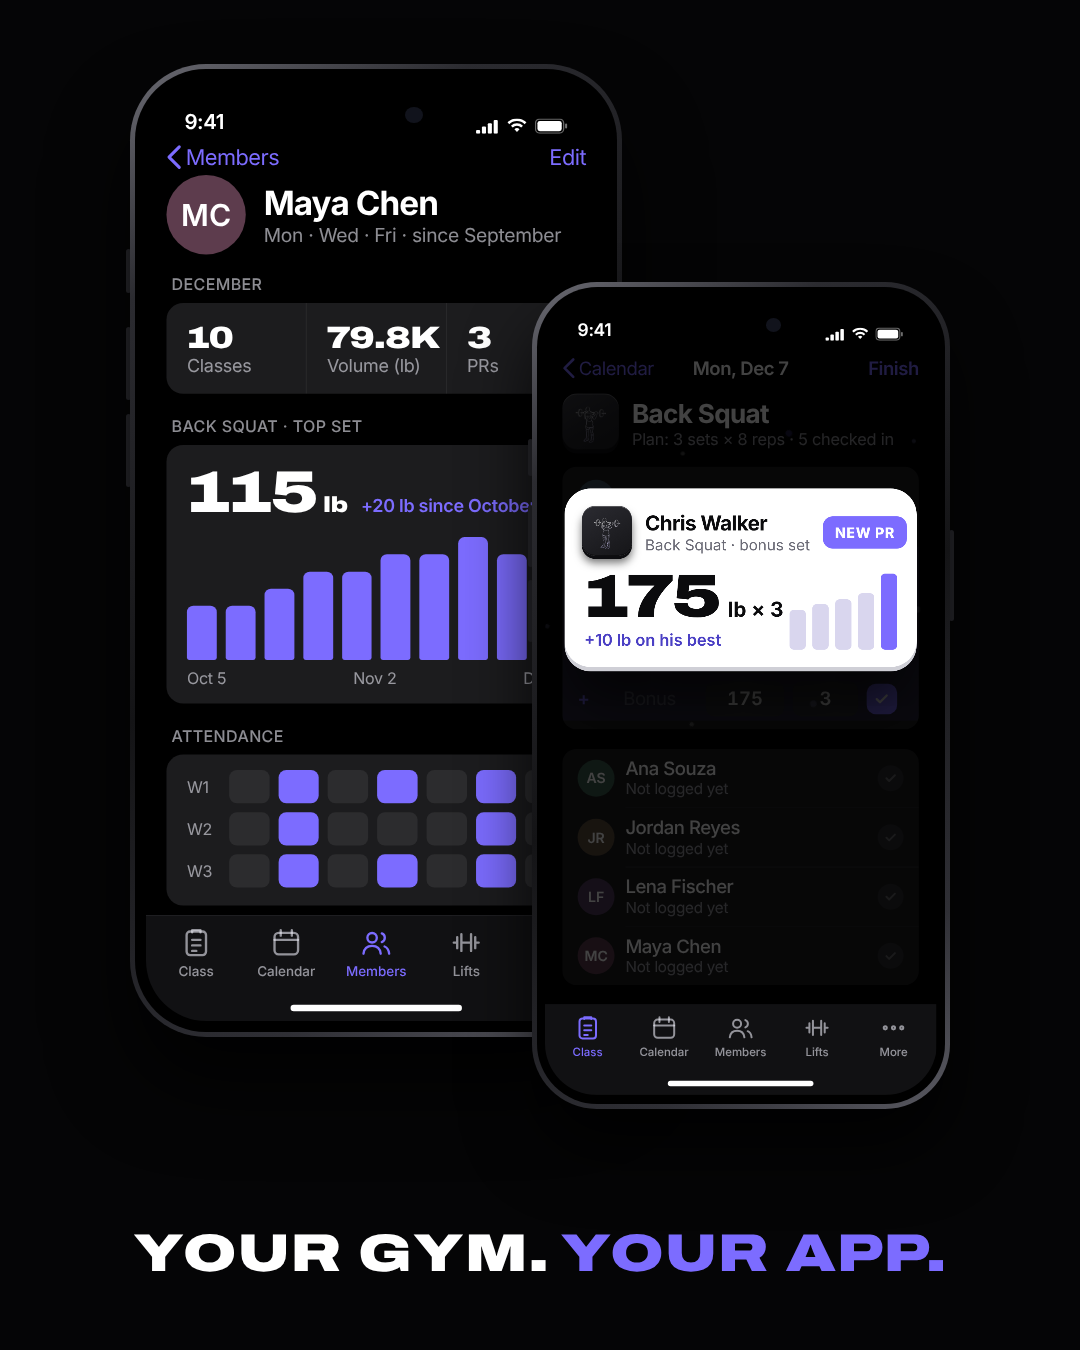 9:41
Members
Edit
MC
Maya Chen
Mon · Wed · Fri · since September
DECEMBER
10
Classes
79.8K
Volume (lb)
3
PRs
BACK SQUAT · TOP SET
115 lb +20 lb since October
Oct 5
Nov 2
D
ATTENDANCE
W1
W2
W3
Class
Calendar
Members
Lifts
9:41
Calendar
Mon, Dec 7
Finish
Back Squat
Plan: 3 sets × 8 reps · 5 checked in
Chris Walker
Back Squat · bonus set
NEW PR
175 lb × 3
+10 lb on his best
+ Bonus 175 3
AS
Ana Souza
Not logged yet
JR
Jordan Reyes
Not logged yet
LF
Lena Fischer
Not logged yet
MC
Maya Chen
Not logged yet
Class
Calendar
Members
Lifts
More
YOUR GYM. YOUR APP.